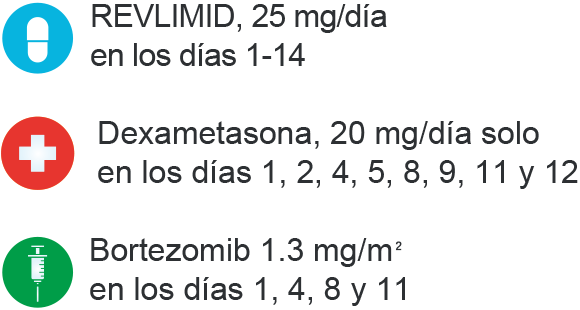 REVLIMID, 25 mg/día
en los días 1-14
Dexametasona, 20 mg/día solo
en los días 1, 2, 4, 5, 8, 9, 11 y 12
Bortezomib 1.3 mg/m²
en los días 1, 4, 8 y 11